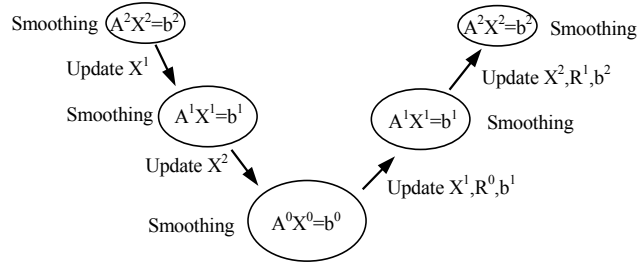 Smoothing A²X²=b² A²X²=b² Smoothing
Update X¹ Update X²,R¹,b²
Smoothing A¹X¹=b¹ A¹X¹=b¹ Smoothing
Update X² Update X¹,R⁰,b¹
Smoothing A⁰X⁰=b⁰